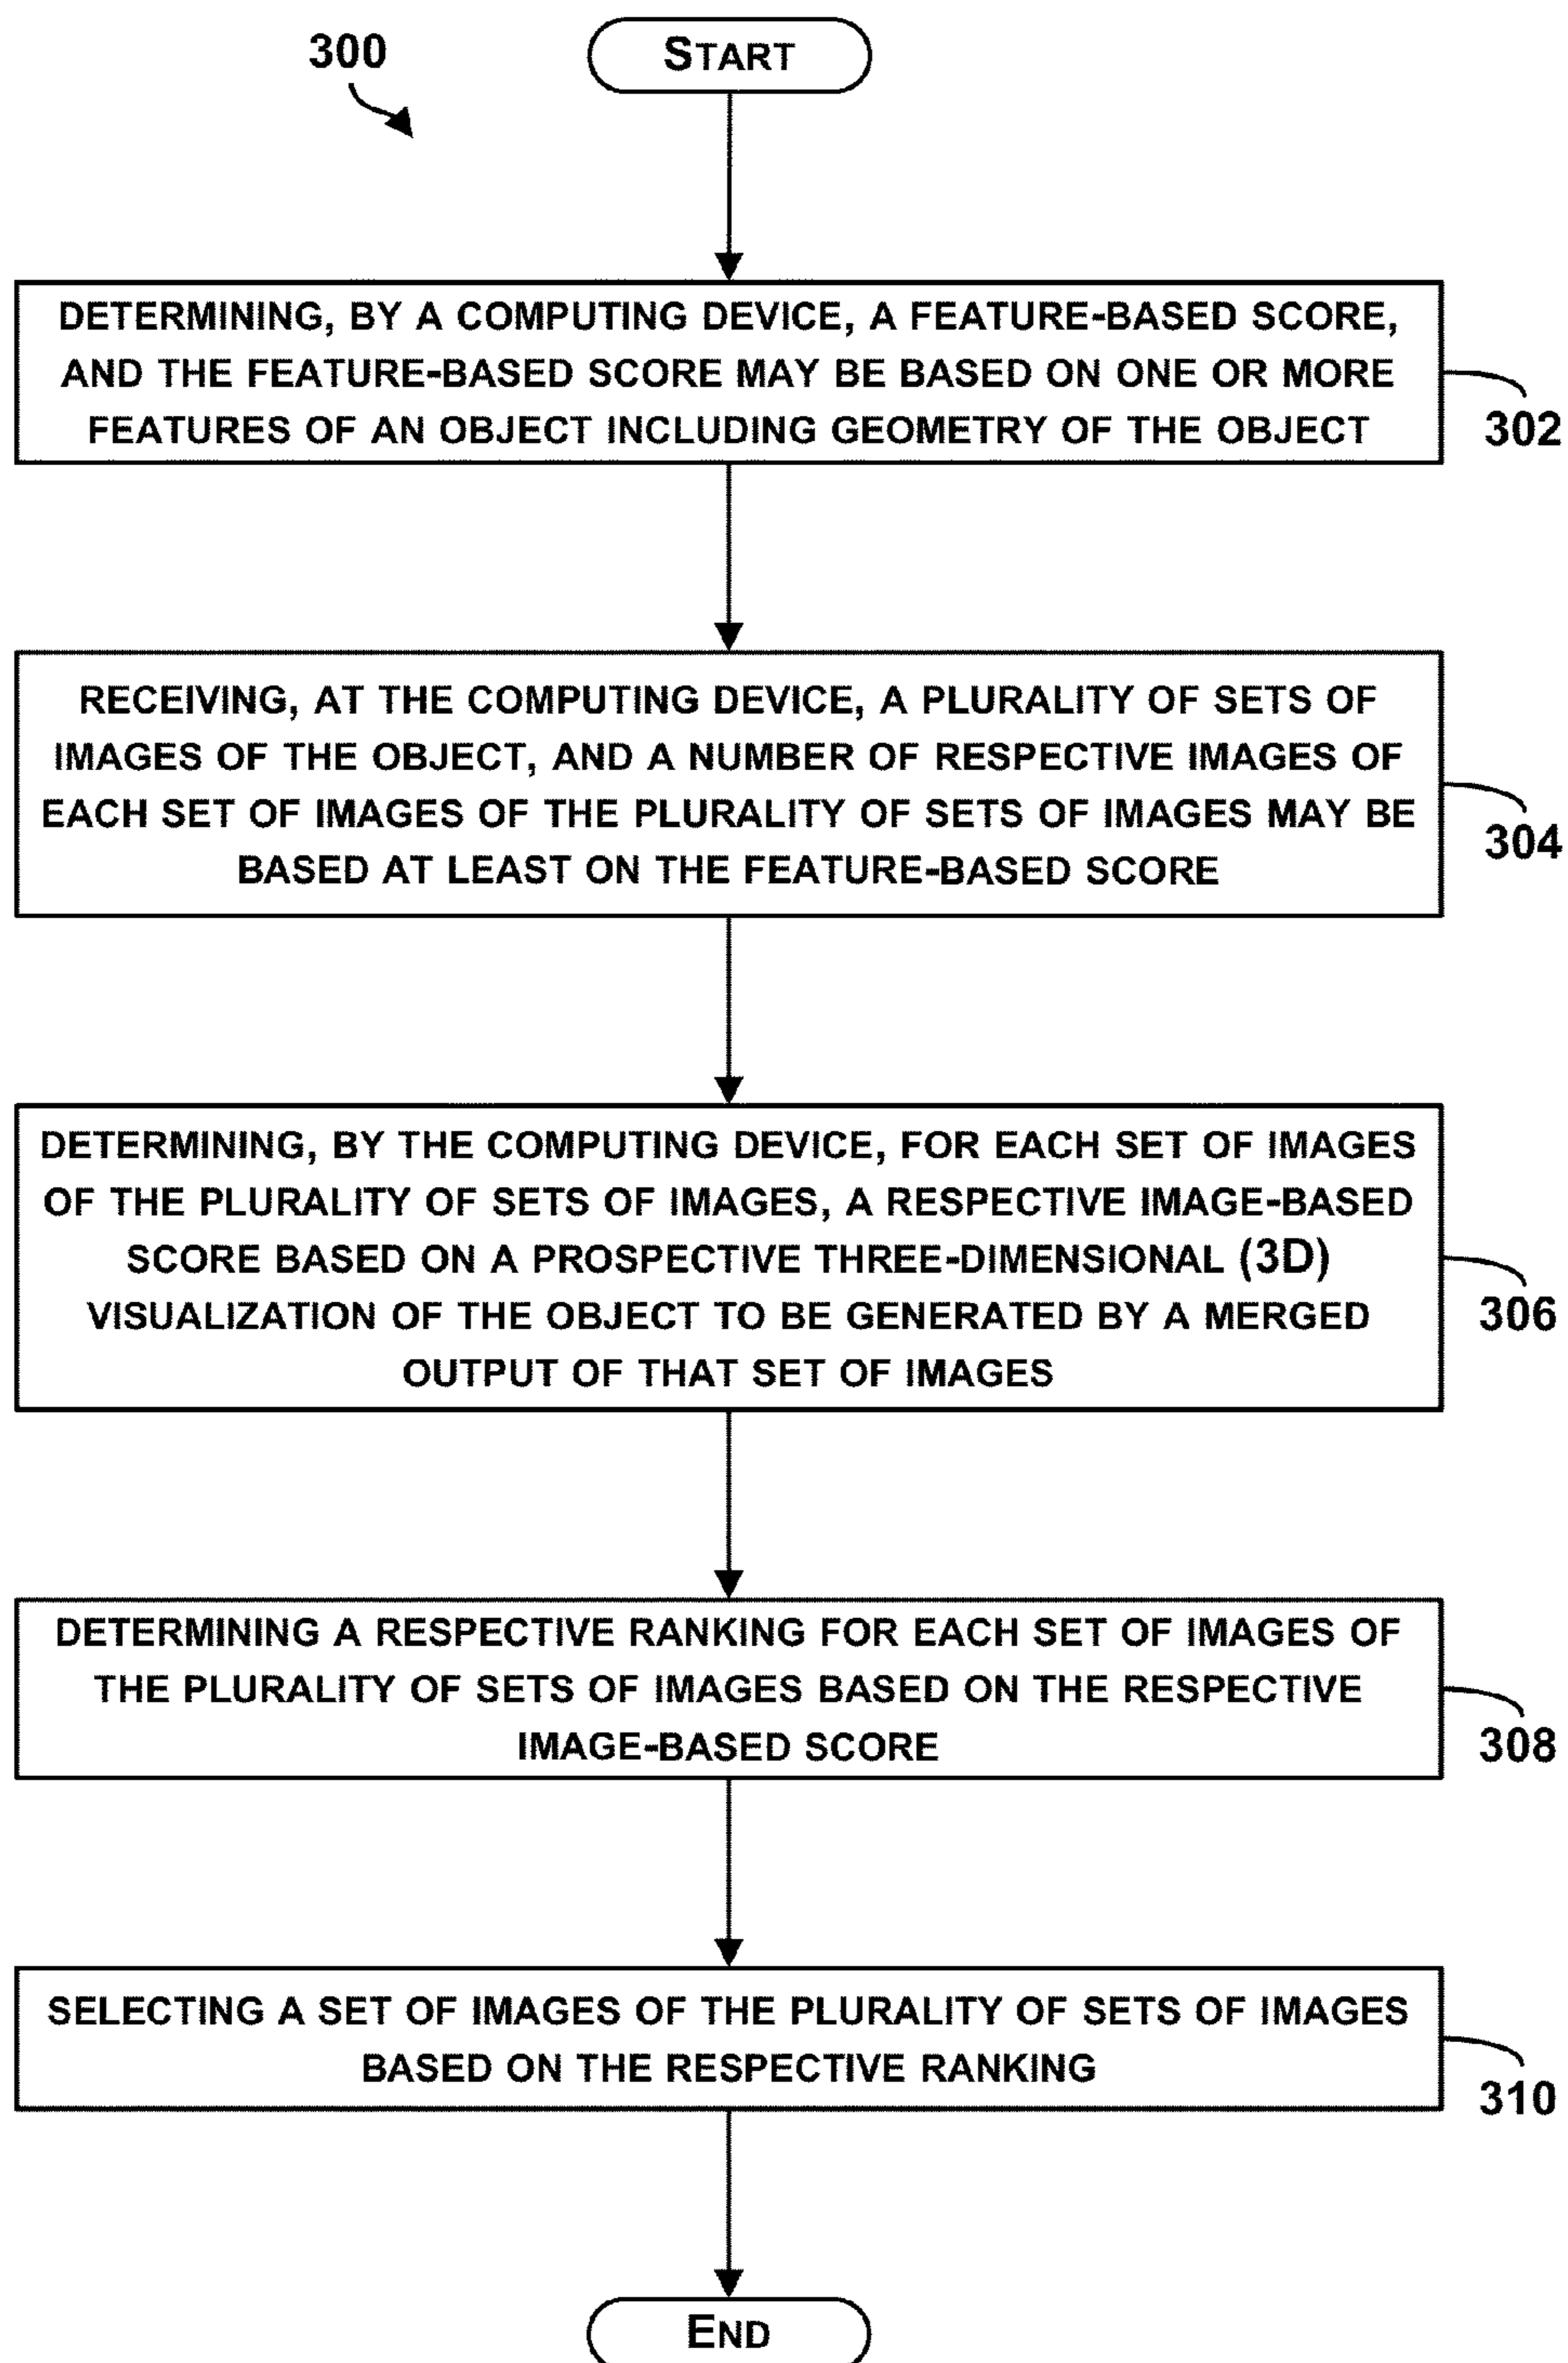 300
START
DETERMINING, BY A COMPUTING DEVICE, A FEATURE-BASED SCORE,
AND THE FEATURE-BASED SCORE MAY BE BASED ON ONE OR MORE
FEATURES OF AN OBJECT INCLUDING GEOMETRY OF THE OBJECT
302
RECEIVING, AT THE COMPUTING DEVICE, A PLURALITY OF SETS OF
IMAGES OF THE OBJECT, AND A NUMBER OF RESPECTIVE IMAGES OF
EACH SET OF IMAGES OF THE PLURALITY OF SETS OF IMAGES MAY BE
BASED AT LEAST ON THE FEATURE-BASED SCORE
304
DETERMINING, BY THE COMPUTING DEVICE, FOR EACH SET OF IMAGES
OF THE PLURALITY OF SETS OF IMAGES, A RESPECTIVE IMAGE-BASED
SCORE BASED ON A PROSPECTIVE THREE-DIMENSIONAL (3D)
VISUALIZATION OF THE OBJECT TO BE GENERATED BY A MERGED
OUTPUT OF THAT SET OF IMAGES
306
DETERMINING A RESPECTIVE RANKING FOR EACH SET OF IMAGES OF
THE PLURALITY OF SETS OF IMAGES BASED ON THE RESPECTIVE
IMAGE-BASED SCORE
308
SELECTING A SET OF IMAGES OF THE PLURALITY OF SETS OF IMAGES
BASED ON THE RESPECTIVE RANKING
310
END